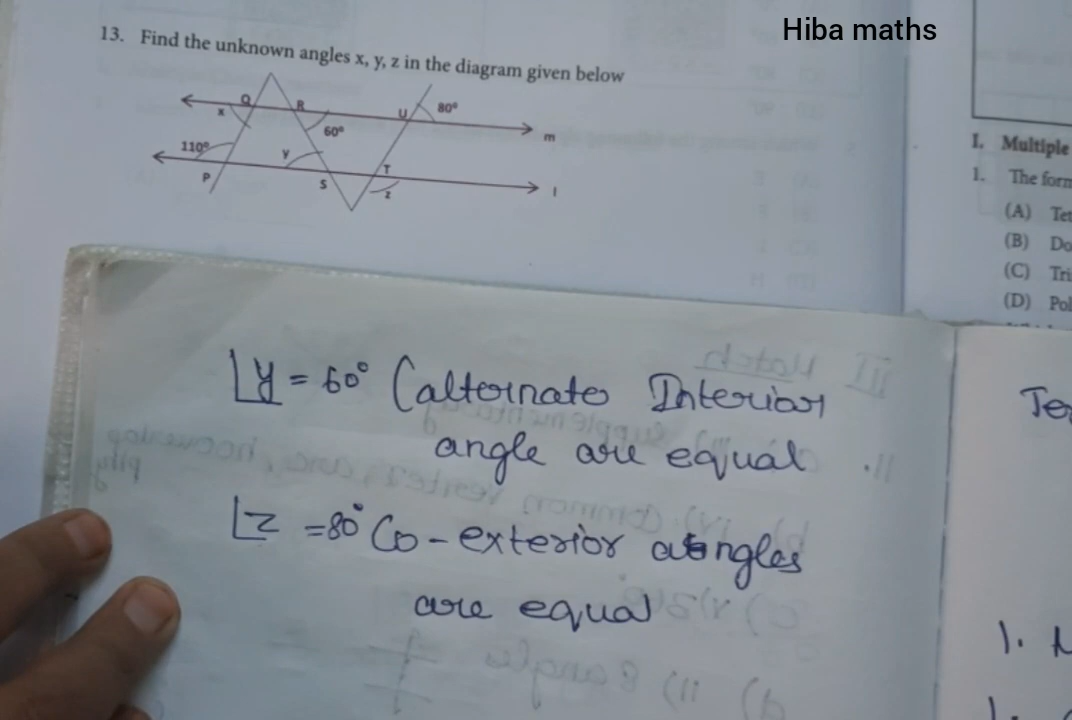 Hiba maths
13. Find the unknown angles x, y, z in the diagram given below
Q
R
U
80°
x
60°
m
110°
y
T
P
S
z
l
I. Multiple
1. The form
(A) Tet
(B) Do
(C) Tri
(D) Pol
∠y = 60° (alternate Interior
angle are equal
∠z = 80° Co-exterior angles
are equal